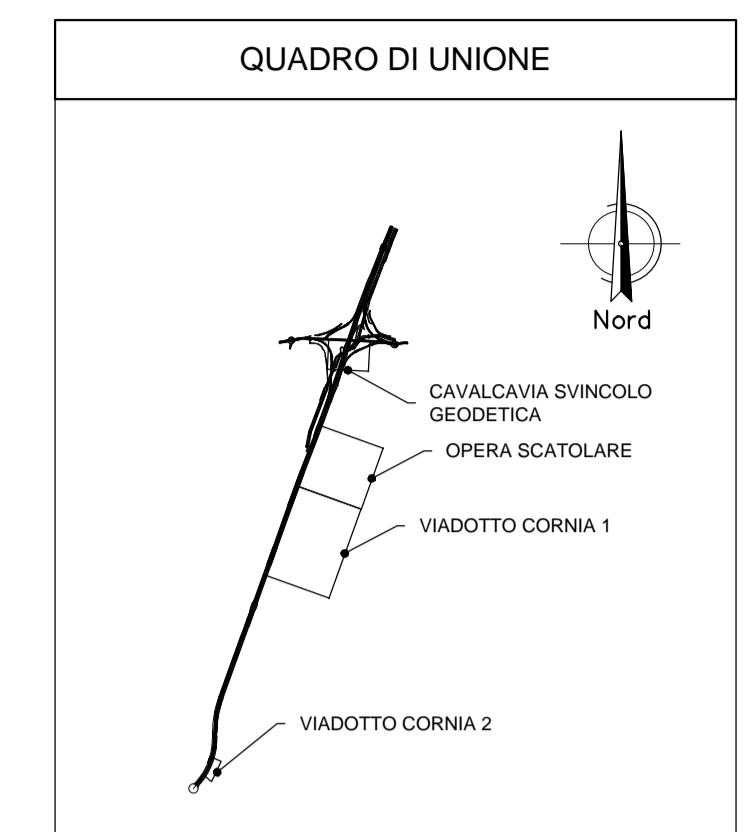 QUADRO DI UNIONE
Nord
CAVALCAVIA SVINCOLO
GEODETICA
OPERA SCATOLARE
VIADOTTO CORNIA 1
VIADOTTO CORNIA 2